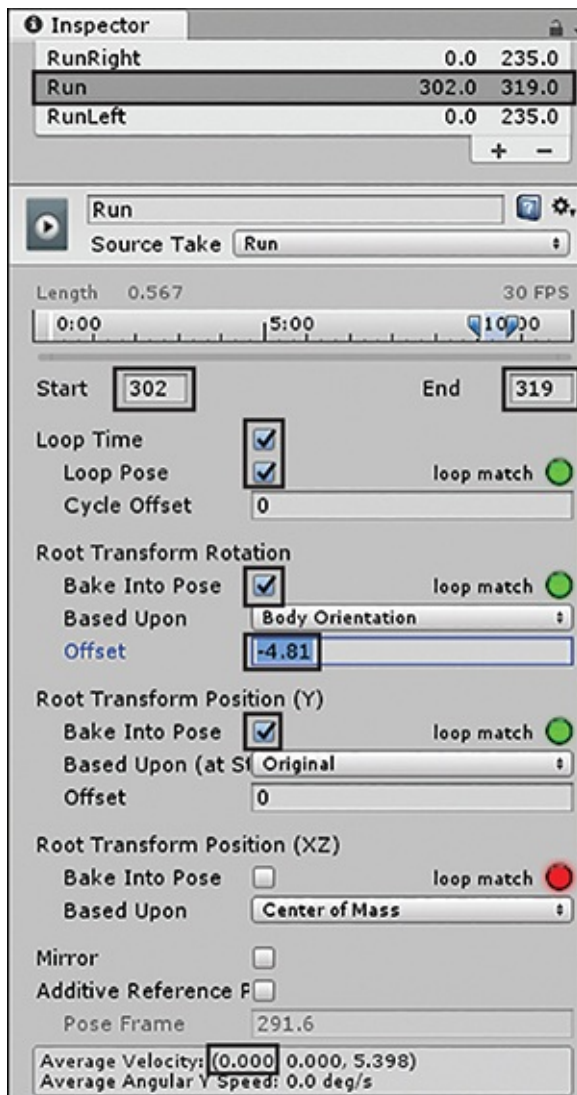 Inspector
RunRight 0.0 235.0
Run 302.0 319.0
RunLeft 0.0 235.0
+ −
Run
Source Take Run
Length 0.567 30 FPS
0:00 5:00 10:00
Start 302 End 319
Loop Time
Loop Pose loop match
Cycle Offset 0
Root Transform Rotation
Bake Into Pose loop match
Based Upon Body Orientation
Offset -4.81
Root Transform Position (Y)
Bake Into Pose loop match
Based Upon (at St Original
Offset 0
Root Transform Position (XZ)
Bake Into Pose loop match
Based Upon Center of Mass
Mirror
Additive Reference P
Pose Frame 291.6
Average Velocity: (0.000, 0.000, 5.398)
Average Angular Y Speed: 0.0 deg/s